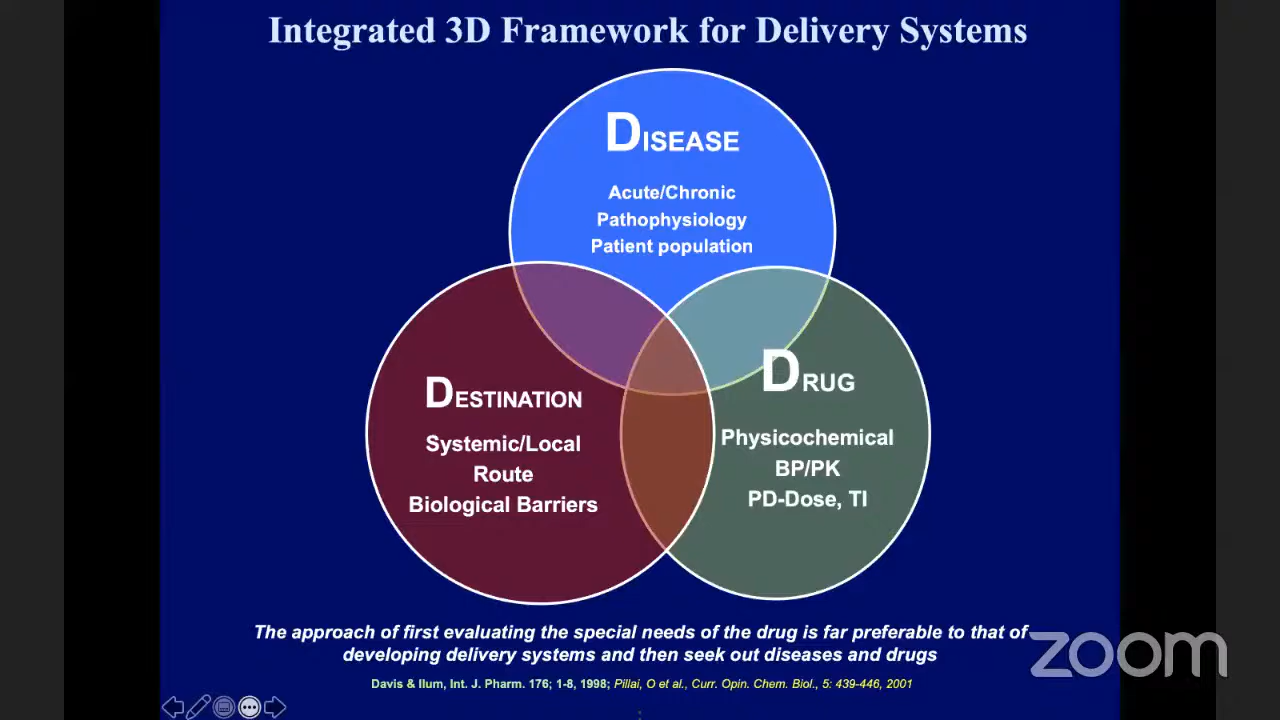 Integrated 3D Framework for Delivery Systems
DISEASE
Acute/Chronic
Pathophysiology
Patient population
DESTINATION
Systemic/Local
Route
Biological Barriers
DRUG
Physicochemical
BP/PK
PD-Dose, TI
The approach of first evaluating the special needs of the drug is far preferable to that of
developing delivery systems and then seek out diseases and drugs
Davis & Ilum, Int. J. Pharm. 176; 1-8, 1998; Pillai, O et al., Curr. Opin. Chem. Biol., 5: 439-446, 2001
zoom